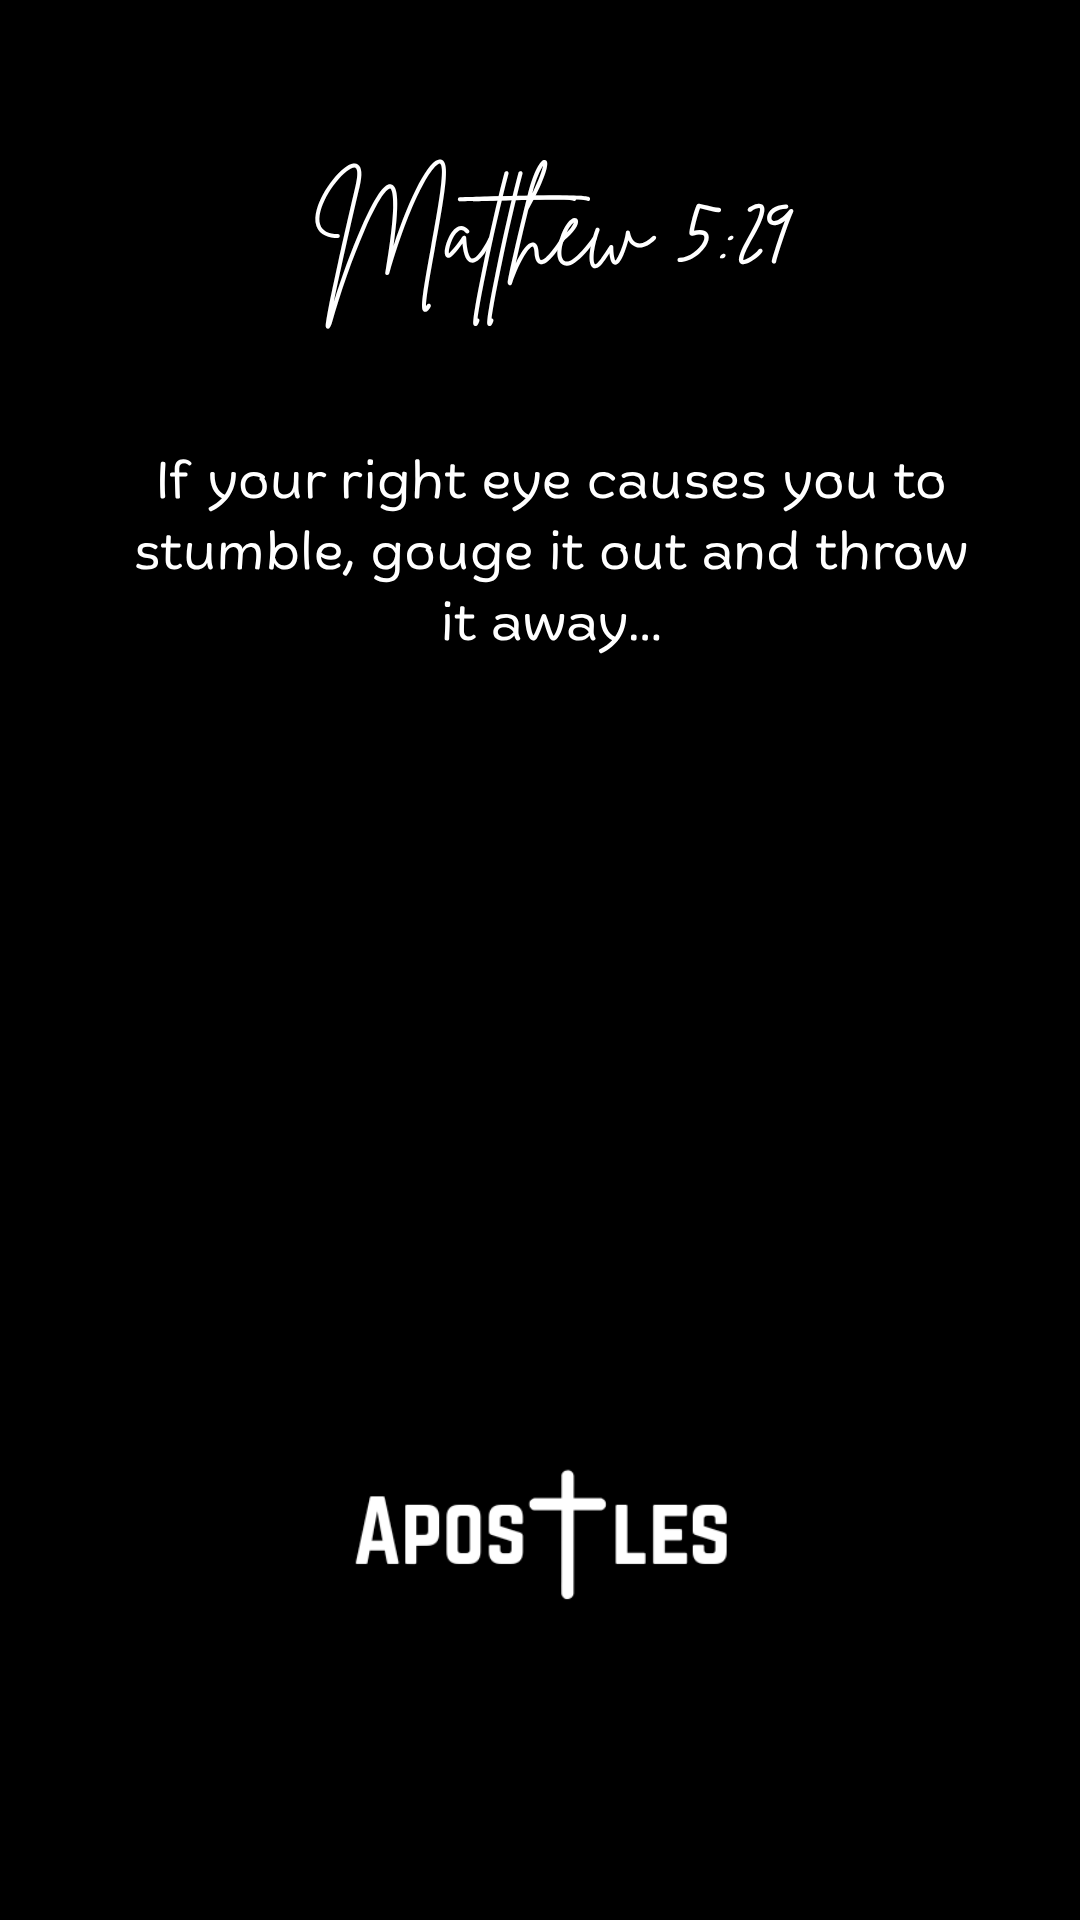 Matthew 5:29
If your right eye causes you to
stumble, gouge it out and throw
it away...
APOSTLES